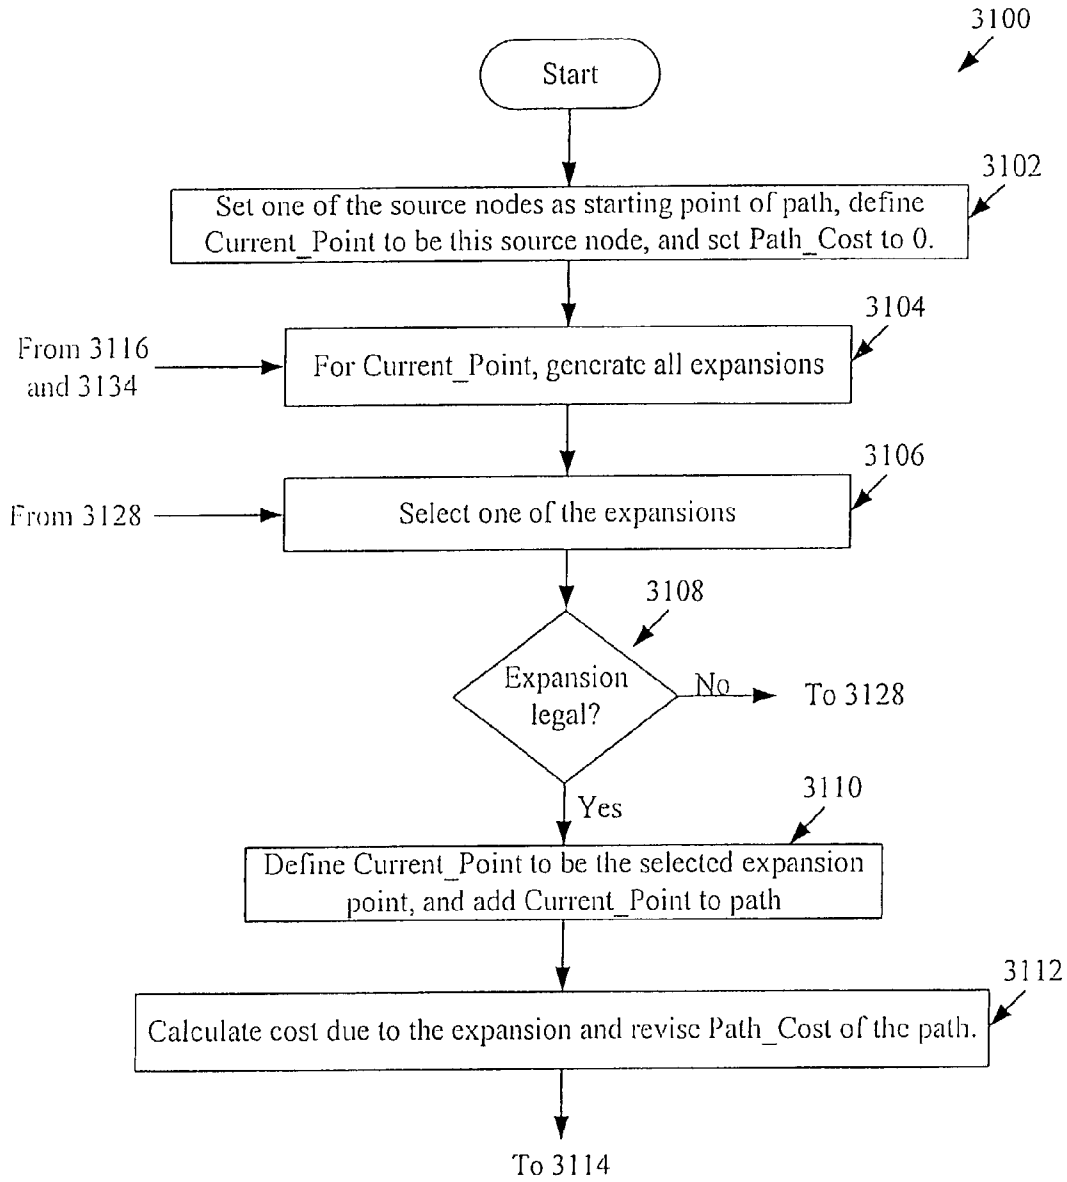 3100
Start
3102
Set one of the source nodes as starting point of path, define
Current_Point to be this source node, and set Path_Cost to 0.
3104
From 3116
and 3134
For Current_Point, generate all expansions
3106
From 3128
Select one of the expansions
3108
Expansion
legal?
No
To 3128
Yes
3110
Define Current_Point to be the selected expansion
point, and add Current_Point to path
3112
Calculate cost due to the expansion and revise Path_Cost of the path.
To 3114